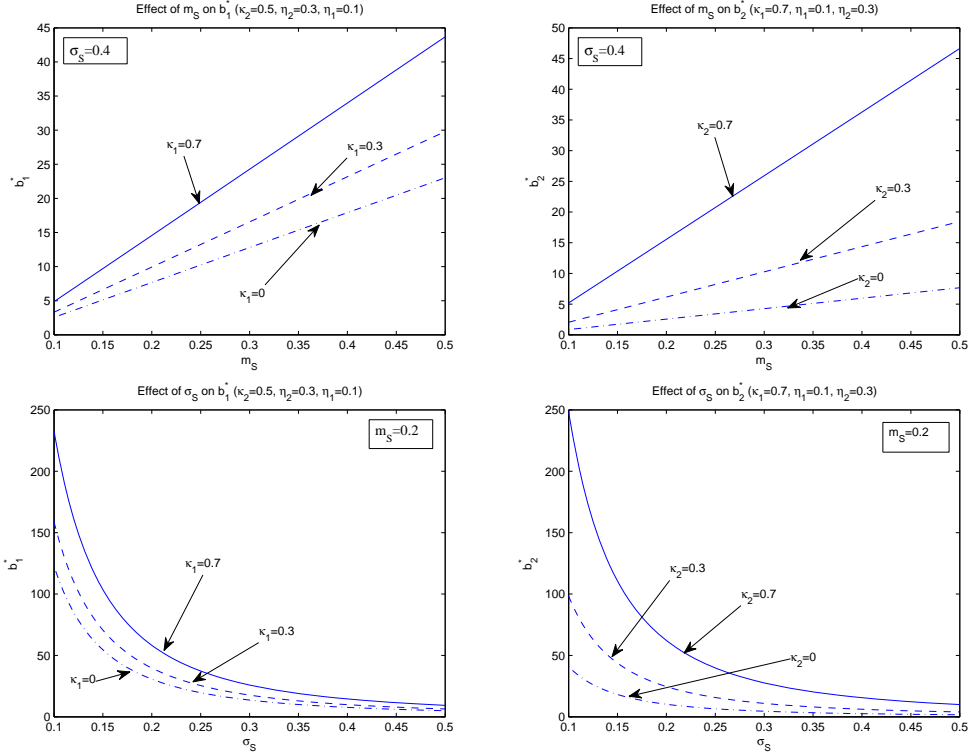 Effect of m_S on b_1^* (κ_2=0.5, η_2=0.3, η_1=0.1)
σ_S=0.4
κ_1=0.7
κ_1=0.3
κ_1=0
b_1^*
45
40
35
30
25
20
15
10
5
0
0.1 0.15 0.2 0.25 0.3 0.35 0.4 0.45 0.5
m_S
Effect of m_S on b_2^* (κ_1=0.7, η_1=0.1, η_2=0.3)
σ_S=0.4
κ_2=0.7
κ_2=0.3
κ_2=0
b_2^*
50
45
40
35
30
25
20
15
10
5
0
0.1 0.15 0.2 0.25 0.3 0.35 0.4 0.45 0.5
m_S
Effect of σ_S on b_1^* (κ_2=0.5, η_2=0.3, η_1=0.1)
m_S=0.2
κ_1=0.7
κ_1=0.3
κ_1=0
b_1^*
250
200
150
100
50
0
0.1 0.15 0.2 0.25 0.3 0.35 0.4 0.45 0.5
σ_S
Effect of σ_S on b_2^* (κ_1=0.7, η_1=0.1, η_2=0.3)
m_S=0.2
κ_2=0.3
κ_2=0.7
κ_2=0
b_2^*
250
200
150
100
50
0
0.1 0.15 0.2 0.25 0.3 0.35 0.4 0.45 0.5
σ_S